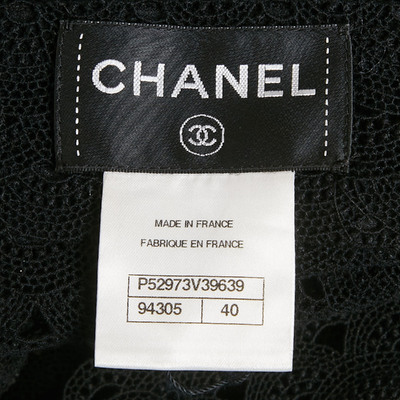 CHANEL
MADE IN FRANCE
FABRIQUE EN FRANCE
P52973V39639
94305 40